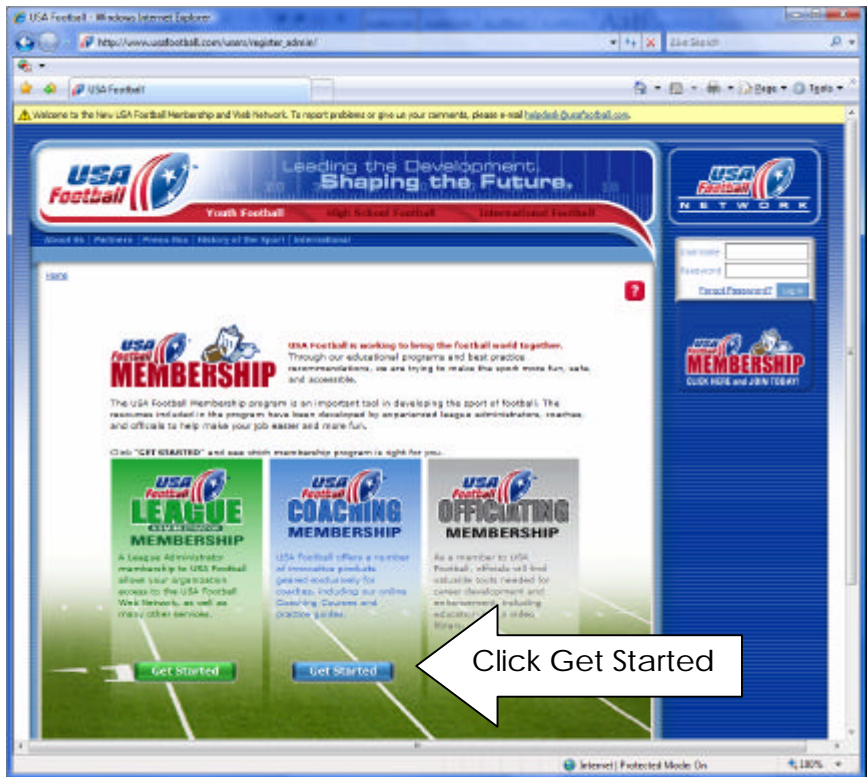 USA Football - Windows Internet Explorer
http://www.usafootball.com/users/register_admin/
Live Search
USA Football
Page Tools
Welcome to the New USA Football Membership and Web Network. To report problems or give us your comments, please e-mail helpdesk@usafootball.com.
USA Football
Leading the Development.
Shaping the Future.
Youth Football High School Football International Football
USA Football
NETWORK
About Us | Partners | Press Box | History of the Sport | International
Home
?
Username
Password
Forgot Password? Log In
USA Football
MEMBERSHIP
USA Football is working to bring the football world together.
Through our educational programs and best practice
recommendations, we are trying to make the sport more fun, safe,
and accessible.
USA Football
MEMBERSHIP
CLICK HERE and JOIN TODAY!
The USA Football Membership program is an important tool in developing the sport of football. The
resources included in the program have been developed by experienced league administrators, coaches,
and officials to help make your job easier and more fun.
Click "GET STARTED" and see which membership program is right for you.
USA Football
LEAGUE
ADMINISTRATOR
MEMBERSHIP
A League Administrator
membership to USA Football
allows your organization
access to the USA Football
Web Network, as well as
many other services.
Get Started
USA Football
COACHING
MEMBERSHIP
USA Football offers a number
of innovative products
geared exclusively for
coaches, including our online
Coaching Courses and
practice guides.
Get Started
USA Football
OFFICIATING
MEMBERSHIP
As a member to USA
Football, officials will find
valuable tools needed for
career development and
enhancement, including
a video
library.
Click Get Started
Internet | Protected Mode: On
100%